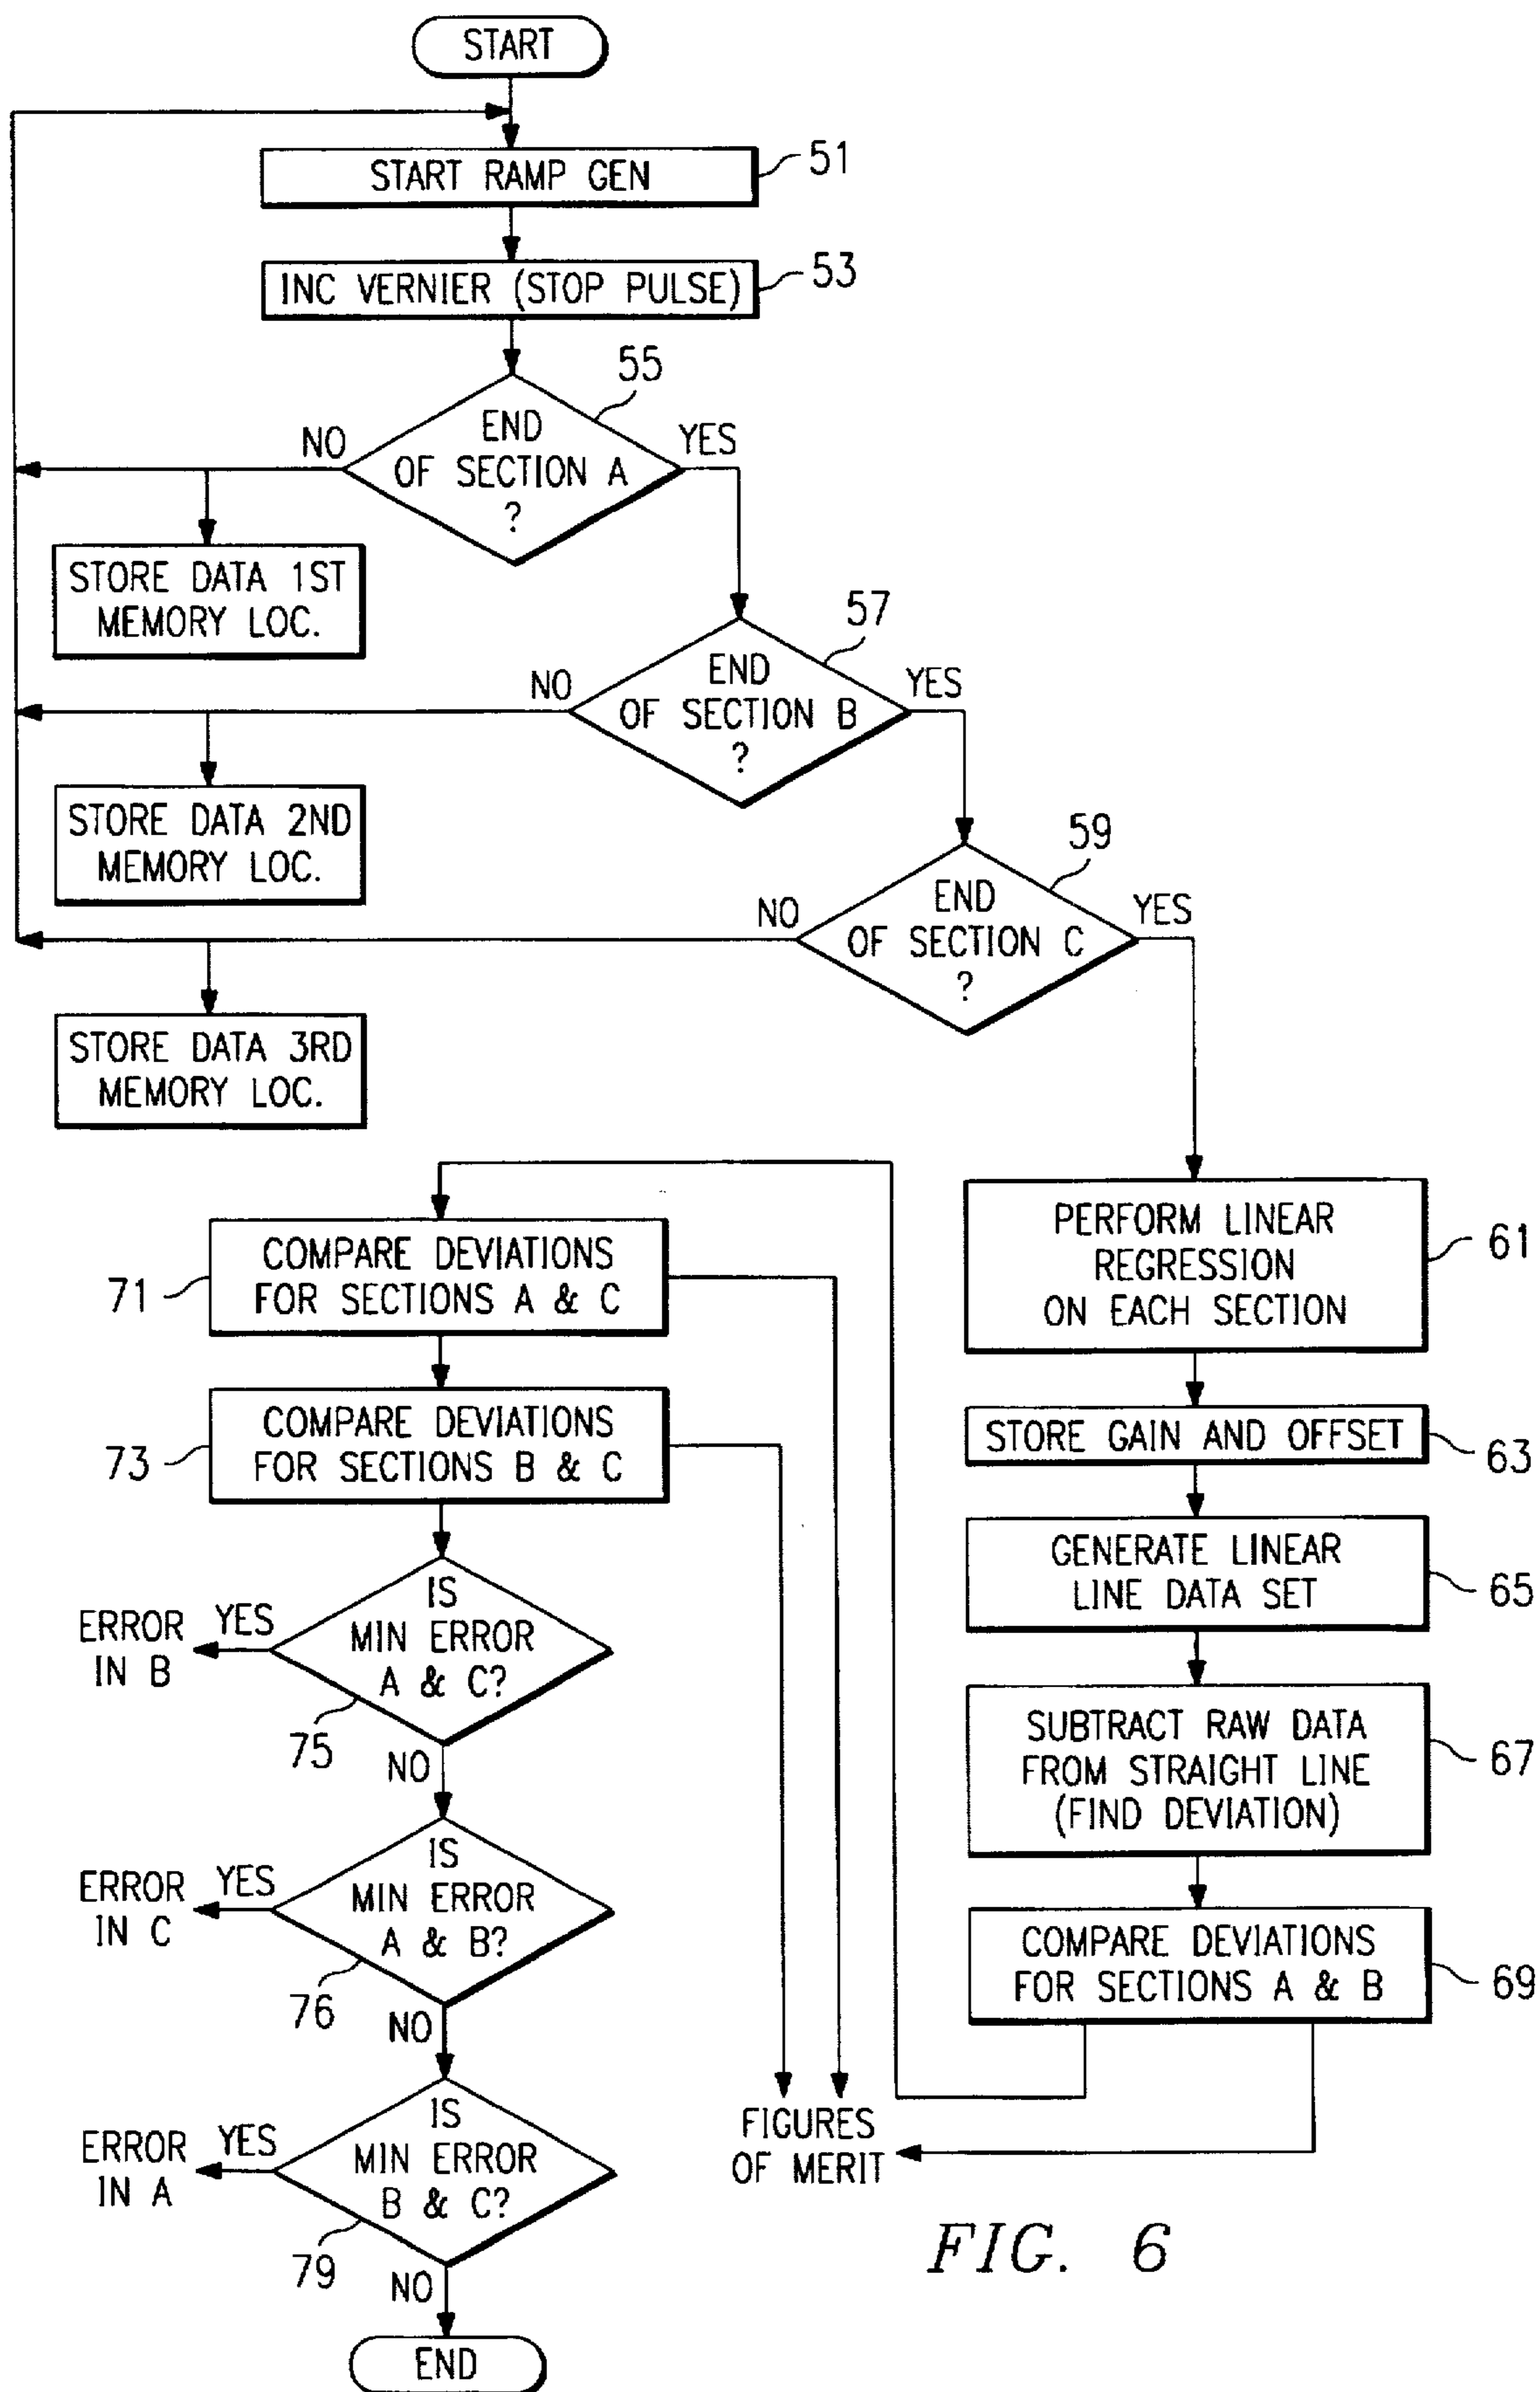 START
START RAMP GEN
51
INC VERNIER (STOP PULSE)
53
55
END
OF SECTION A
?
NO
YES
STORE DATA 1ST
MEMORY LOC.
57
END
OF SECTION B
?
NO
YES
STORE DATA 2ND
MEMORY LOC.
59
END
OF SECTION C
?
NO
YES
STORE DATA 3RD
MEMORY LOC.
PERFORM LINEAR
REGRESSION
ON EACH SECTION
61
STORE GAIN AND OFFSET
63
GENERATE LINEAR
LINE DATA SET
65
SUBTRACT RAW DATA
FROM STRAIGHT LINE
(FIND DEVIATION)
67
COMPARE DEVIATIONS
FOR SECTIONS A & B
69
COMPARE DEVIATIONS
FOR SECTIONS A & C
71
COMPARE DEVIATIONS
FOR SECTIONS B & C
73
IS
MIN ERROR
A & C?
75
YES
ERROR
IN B
NO
IS
MIN ERROR
A & B?
76
YES
ERROR
IN C
NO
IS
MIN ERROR
B & C?
79
YES
ERROR
IN A
NO
END
FIGURES
OF MERIT
FIG. 6